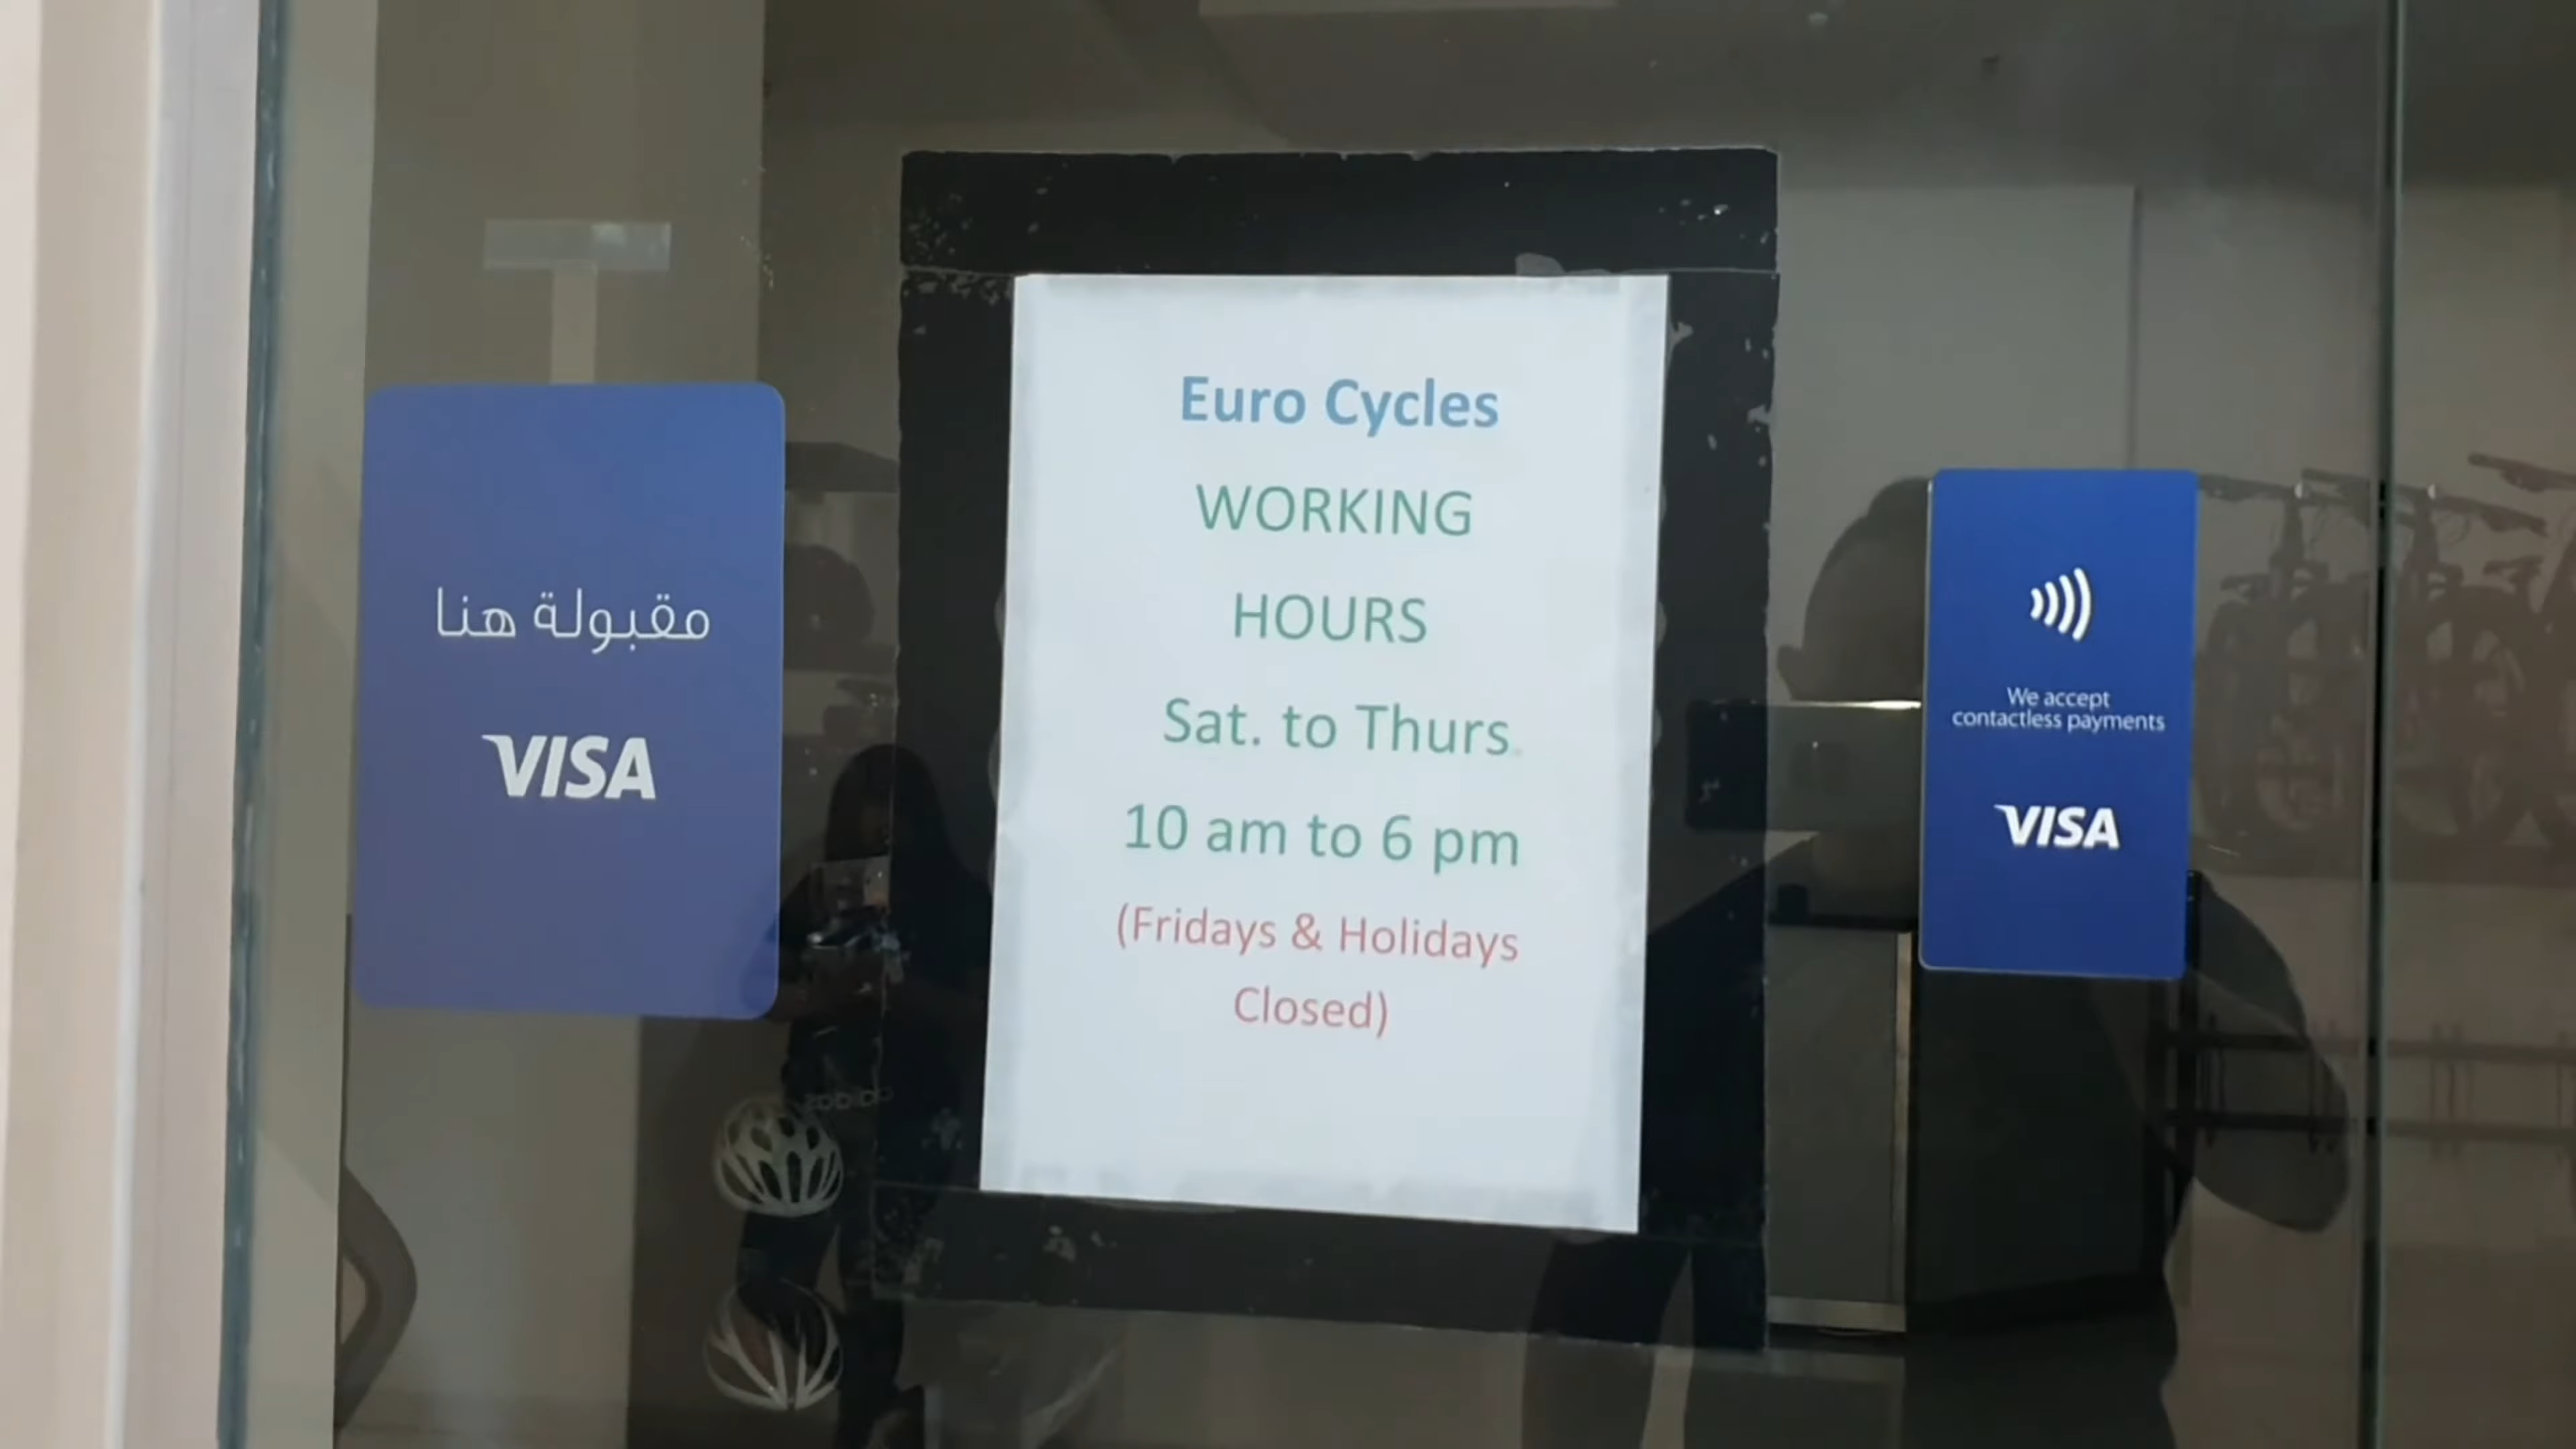 مقبولة هنا
VISA
Euro Cycles
WORKING
HOURS
Sat. to Thurs.
10 am to 6 pm
(Fridays & Holidays
Closed)
We accept
contactless payments
VISA
adidas